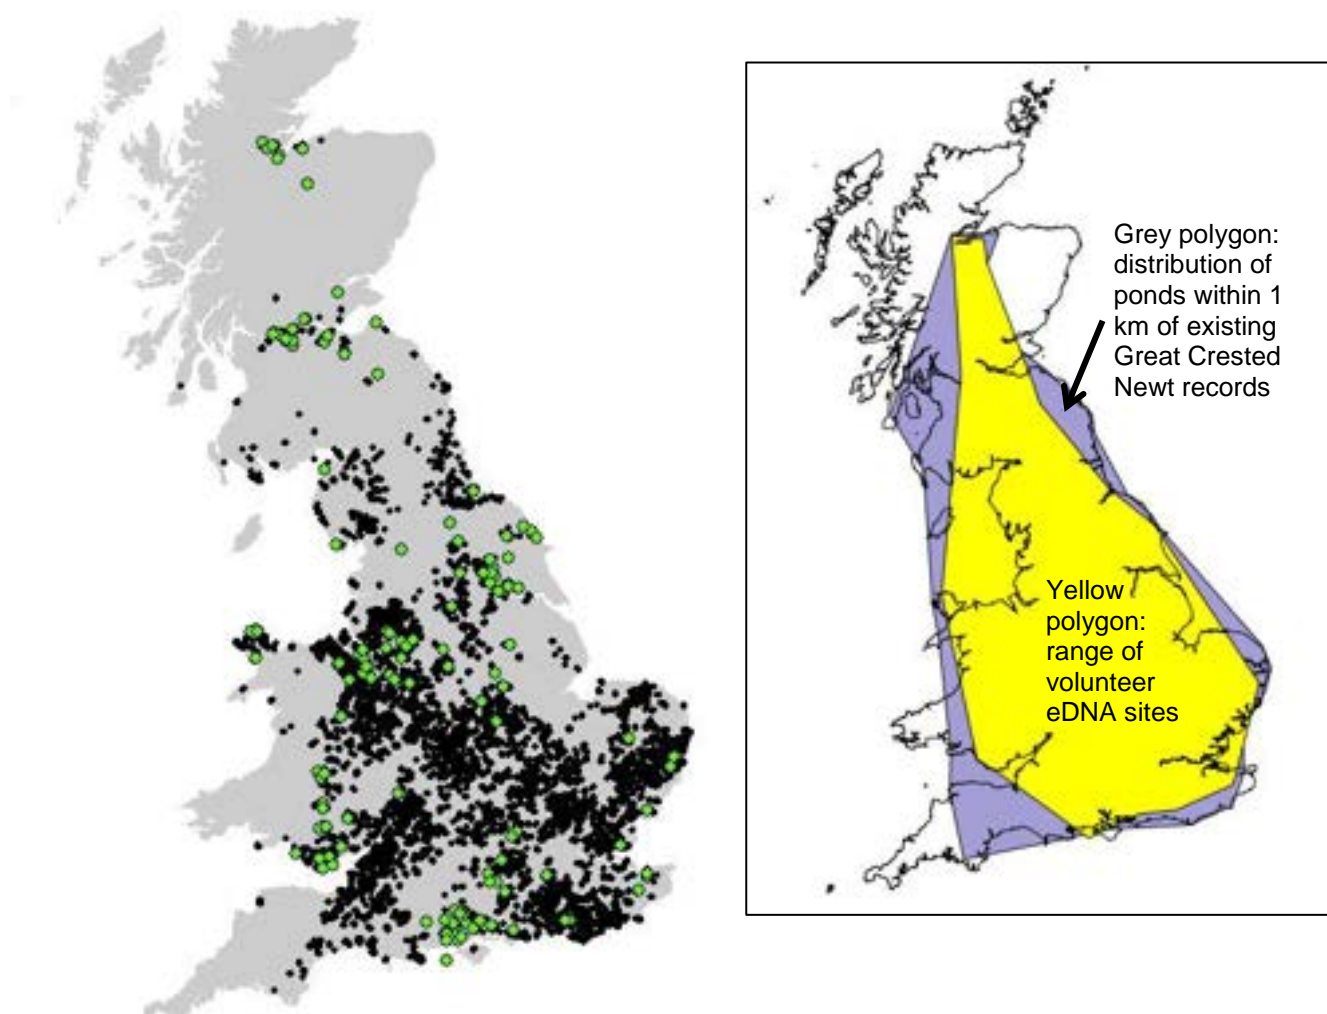 Grey polygon:
distribution of
ponds within 1
km of existing
Great Crested
Newt records
Yellow
polygon:
range of
volunteer
eDNA sites